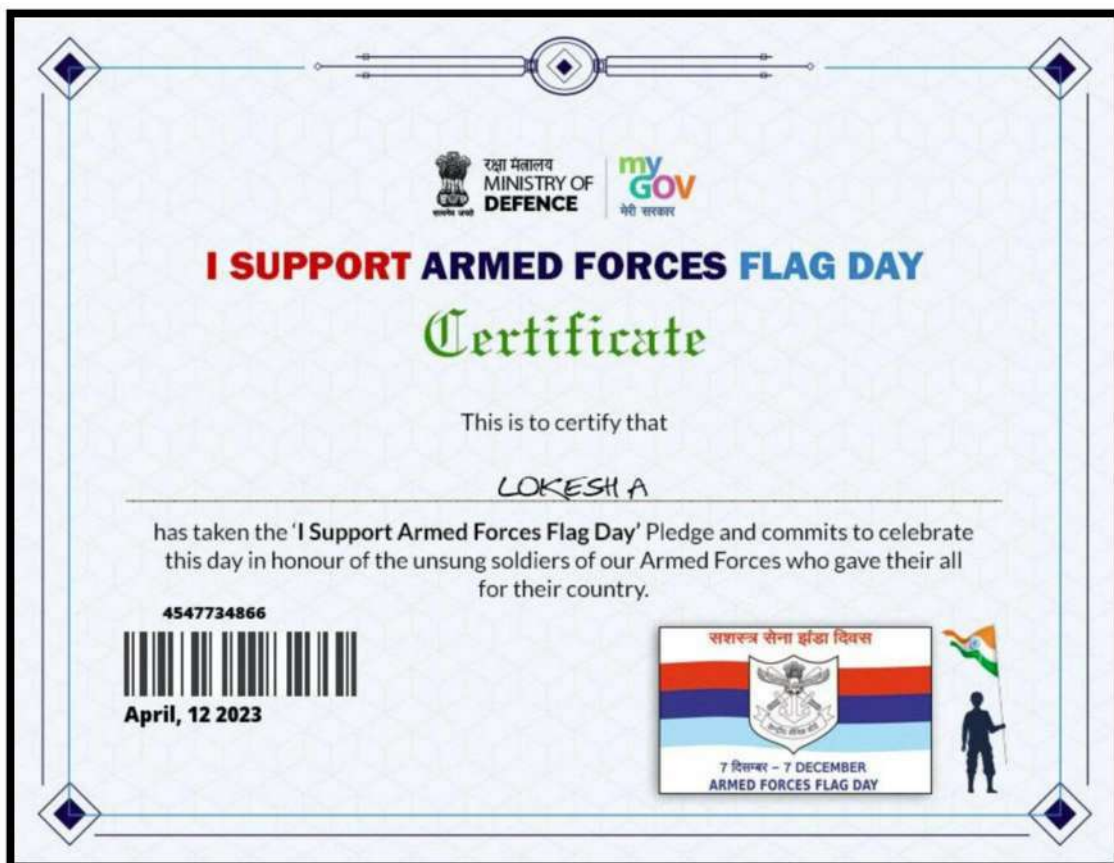 रक्षा मंत्रालय
MINISTRY OF
DEFENCE
सत्यमेव जयते
my
GOV
मेरी सरकार
I SUPPORT ARMED FORCES FLAG DAY
Certificate
This is to certify that
LOKESH A
has taken the 'I Support Armed Forces Flag Day' Pledge and commits to celebrate
this day in honour of the unsung soldiers of our Armed Forces who gave their all
for their country.
4547734866
April, 12 2023
सशस्त्र सेना झंडा दिवस
7 दिसम्बर – 7 DECEMBER
ARMED FORCES FLAG DAY